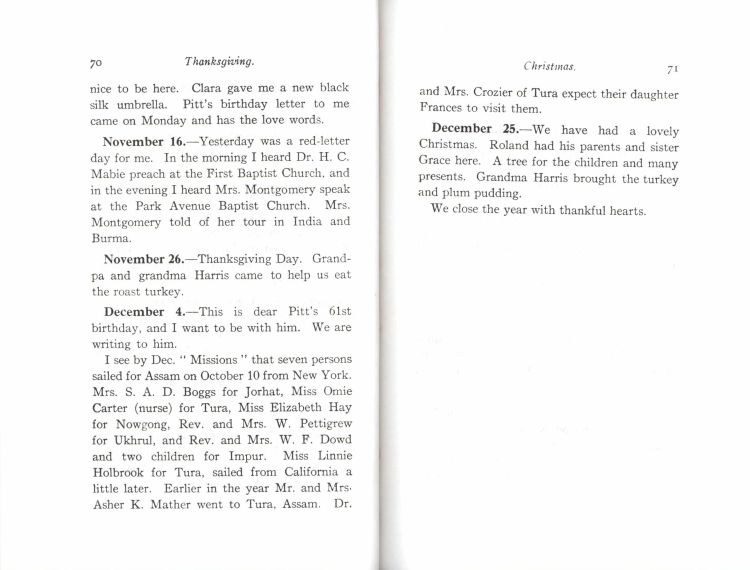 70
Thanksgiving.
nice to be here. Clara gave me a new black
silk umbrella. Pitt's birthday letter to me
came on Monday and has the love words.
November 16.—Yesterday was a red-letter
day for me. In the morning I heard Dr. H. C.
Mabie preach at the First Baptist Church, and
in the evening I heard Mrs. Montgomery speak
at the Park Avenue Baptist Church. Mrs.
Montgomery told of her tour in India and
Burma.
November 26.—Thanksgiving Day. Grand-
pa and grandma Harris came to help us eat
the roast turkey.
December 4.—This is dear Pitt's 61st
birthday, and I want to be with him. We are
writing to him.
I see by Dec. "Missions" that seven persons
sailed for Assam on October 10 from New York.
Mrs. S. A. D. Boggs for Jorhat, Miss Omie
Carter (nurse) for Tura, Miss Elizabeth Hay
for Nowgong, Rev. and Mrs. W. Pettigrew
for Ukhrul, and Rev. and Mrs. W. F. Dowd
and two children for Impur. Miss Linnie
Holbrook for Tura, sailed from California a
little later. Earlier in the year Mr. and Mrs.
Asher K. Mather went to Tura, Assam. Dr.
Christmas.
71
and Mrs. Crozier of Tura expect their daughter
Frances to visit them.
December 25.—We have had a lovely
Christmas. Roland had his parents and sister
Grace here. A tree for the children and many
presents. Grandma Harris brought the turkey
and plum pudding.
We close the year with thankful hearts.